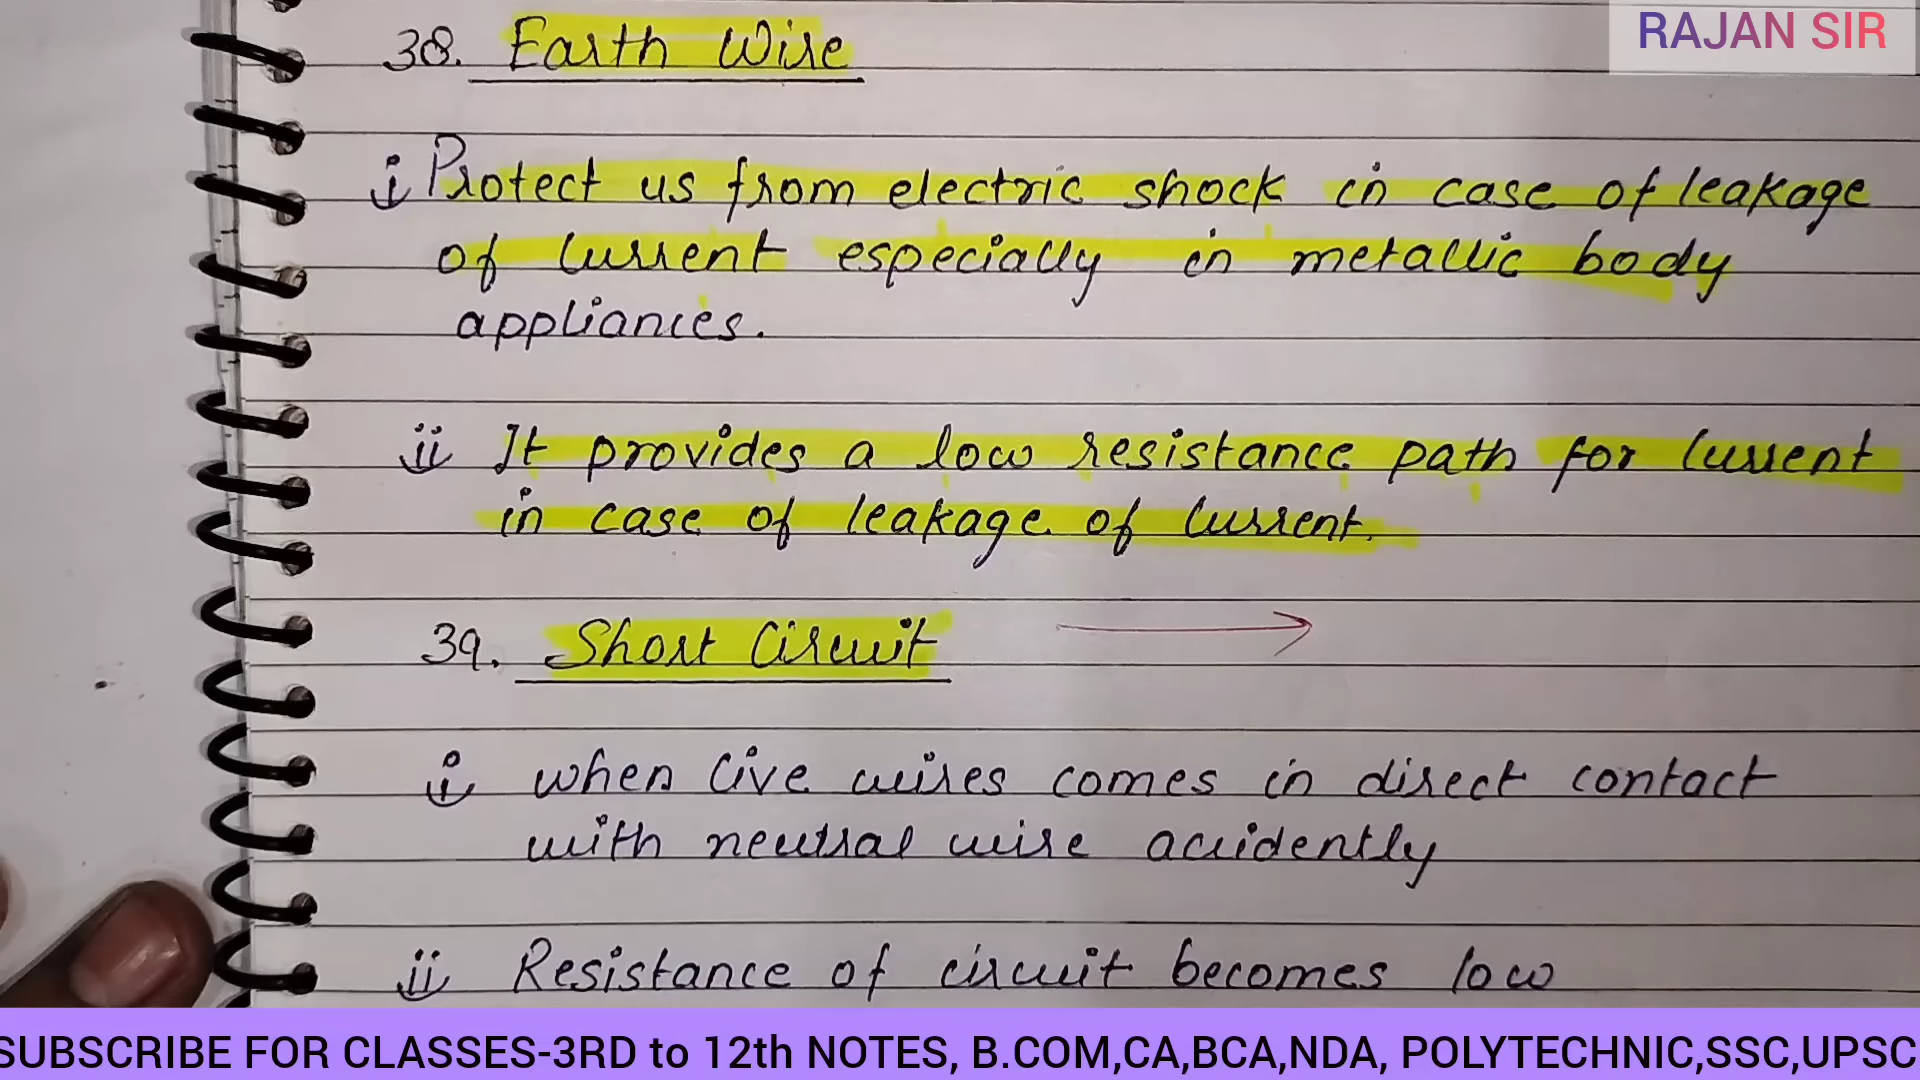 RAJAN SIR
38. Earth Wire
i Protect us from electric shock in case of leakage
of current especially in metallic body
appliances.
ii It provides a low resistance path for current
in case of leakage of current.
39. Short Circuit
i when live wires comes in direct contact
with neutral wire accidently
ii Resistance of circuit becomes low
SUBSCRIBE FOR CLASSES-3RD to 12th NOTES, B.COM,CA,BCA,NDA, POLYTECHNIC,SSC,UPSC